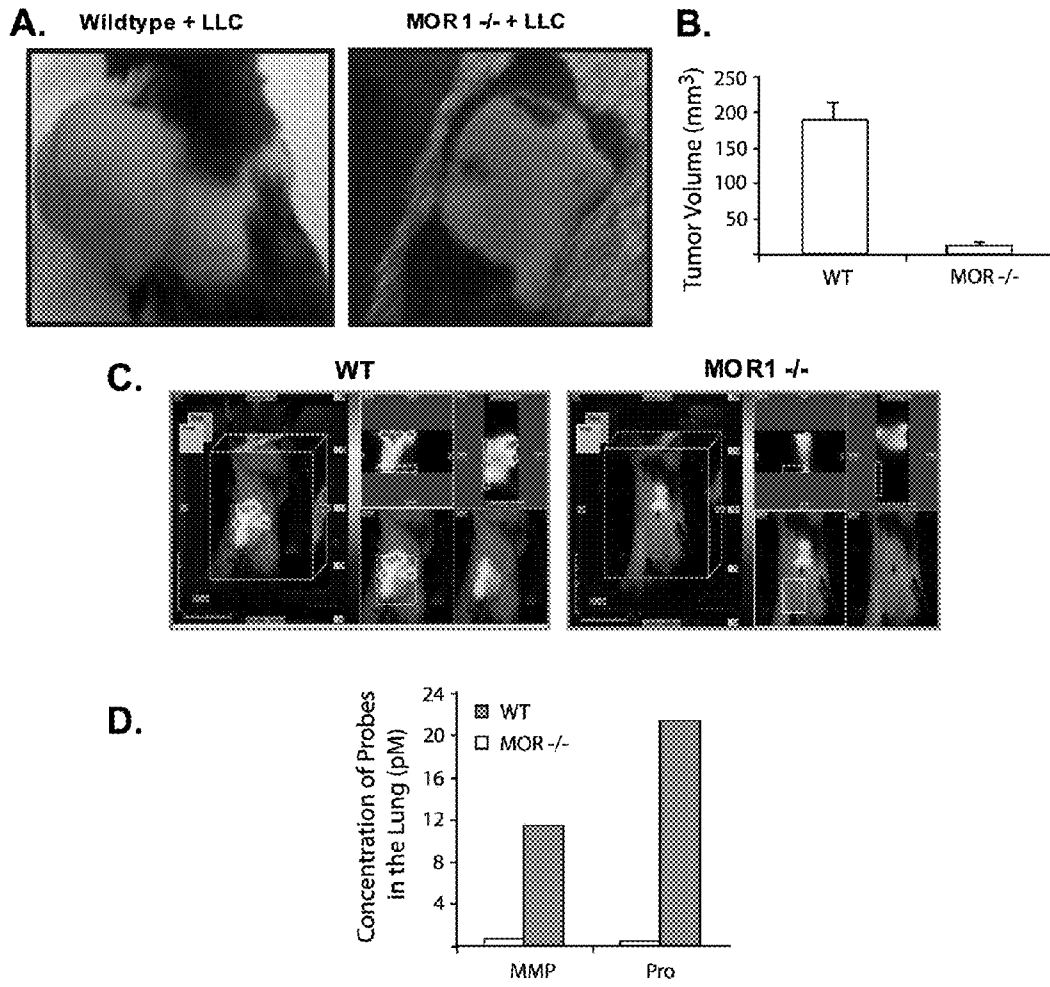 A.
Wildtype + LLC
MOR1 -/- + LLC
B.
Tumor Volume (mm³)
250
200
150
100
50
WT
MOR -/-
C.
WT
MOR1 -/-
D.
Concentration of Probes
in the Lung (pM)
24
20
16
12
8
4
WT
MOR -/-
MMP
Pro